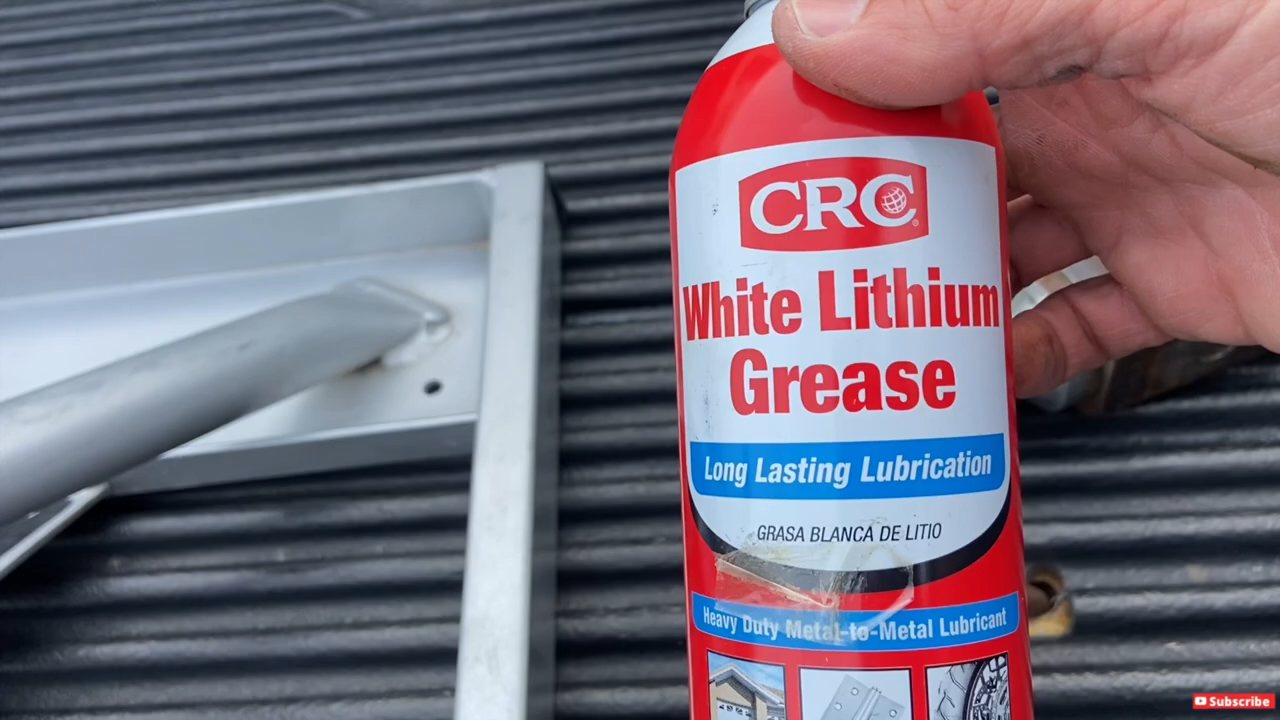 CRC
White Lithium
Grease
Long Lasting Lubrication
GRASA BLANCA DE LITIO
Heavy Duty Metal-to-Metal Lubricant
Subscribe